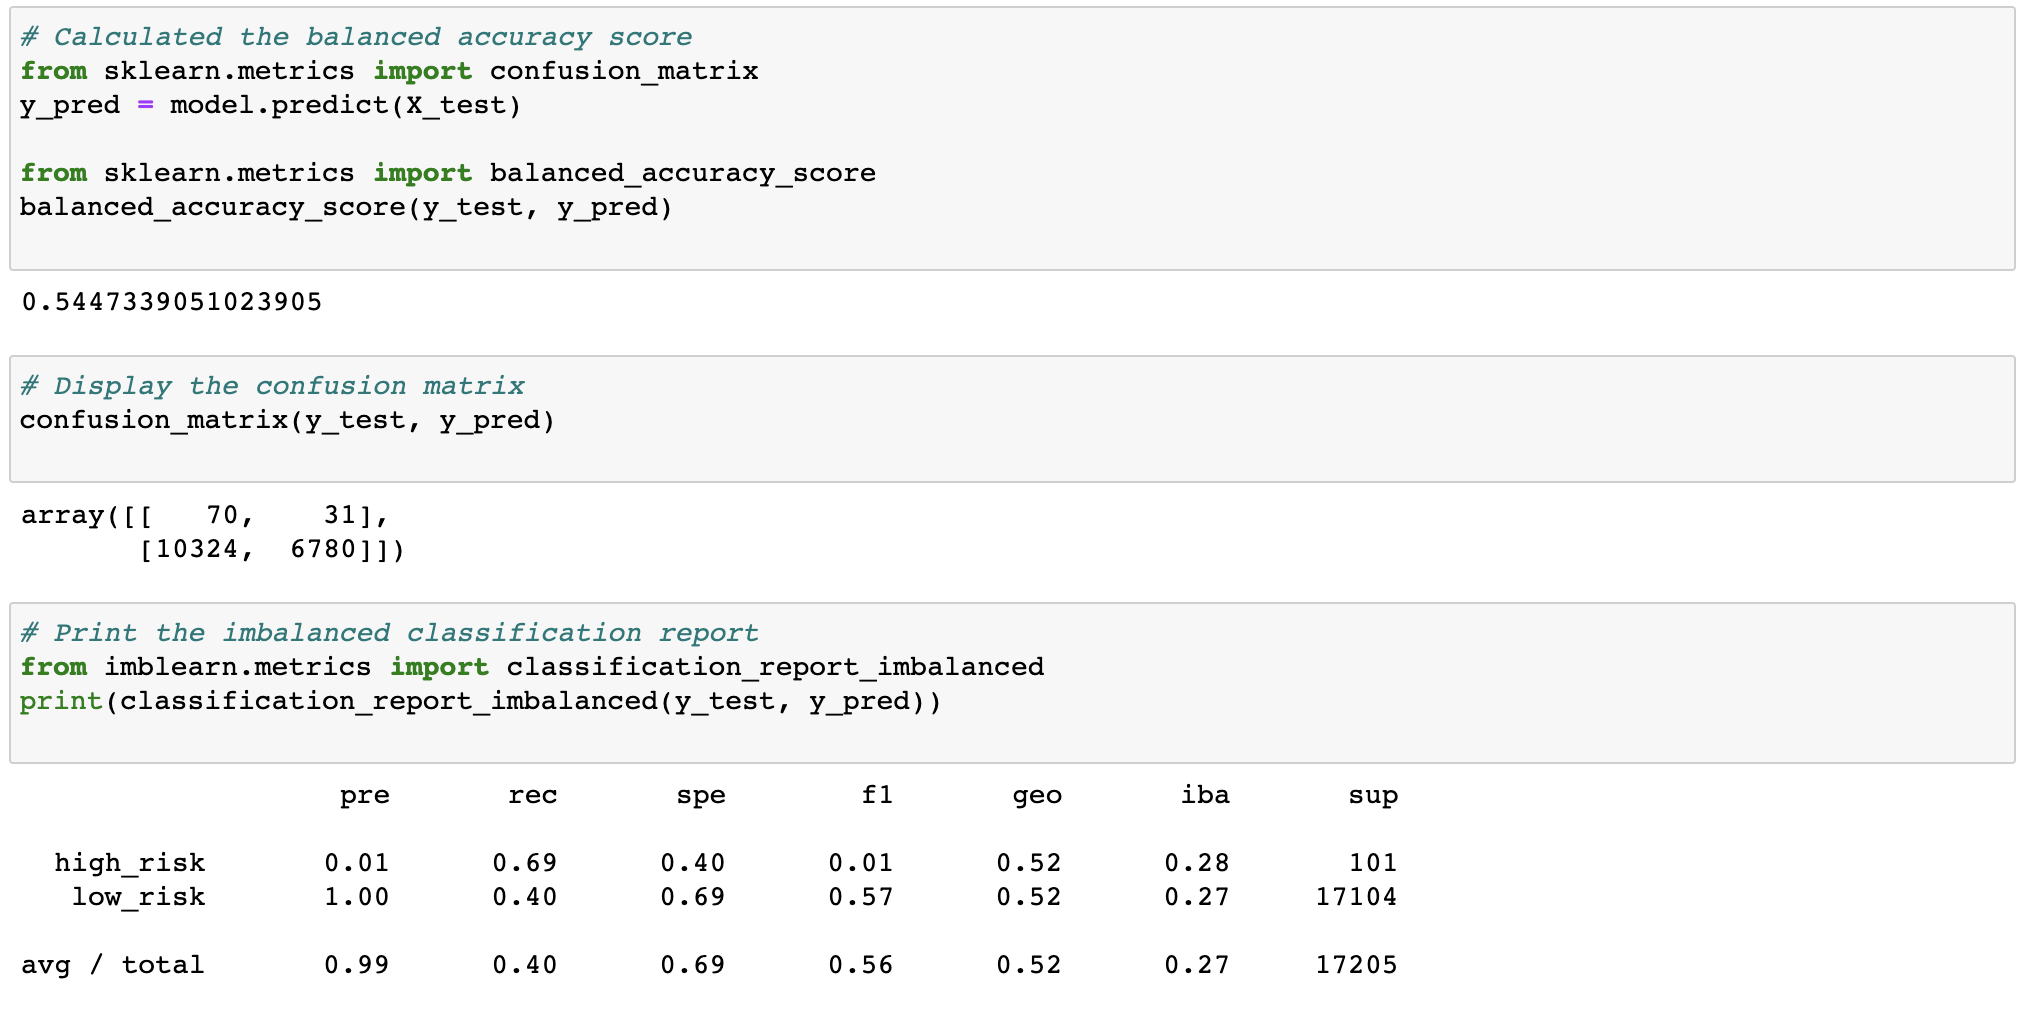 # Calculated the balanced accuracy score
from sklearn.metrics import confusion_matrix
y_pred = model.predict(X_test)
from sklearn.metrics import balanced_accuracy_score
balanced_accuracy_score(y_test, y_pred)
0.5447339051023905
# Display the confusion matrix
confusion_matrix(y_test, y_pred)
array([[   70,    31],
       [10324,  6780]])
# Print the imbalanced classification report
from imblearn.metrics import classification_report_imbalanced
print(classification_report_imbalanced(y_test, y_pred))
                   pre       rec       spe        f1       geo       iba       sup
  high_risk       0.01      0.69      0.40      0.01      0.52      0.28       101
   low_risk       1.00      0.40      0.69      0.57      0.52      0.27     17104
avg / total       0.99      0.40      0.69      0.56      0.52      0.27     17205